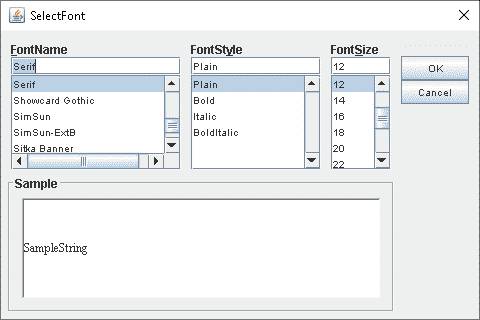 SelectFont
FontName
FontStyle
FontSize
Serif
Plain
12
OK
Serif
Showcard Gothic
SimSun
SimSun-ExtB
Sitka Banner
Plain
Bold
Italic
BoldItalic
12
14
16
18
20
22
Cancel
Sample
SampleString